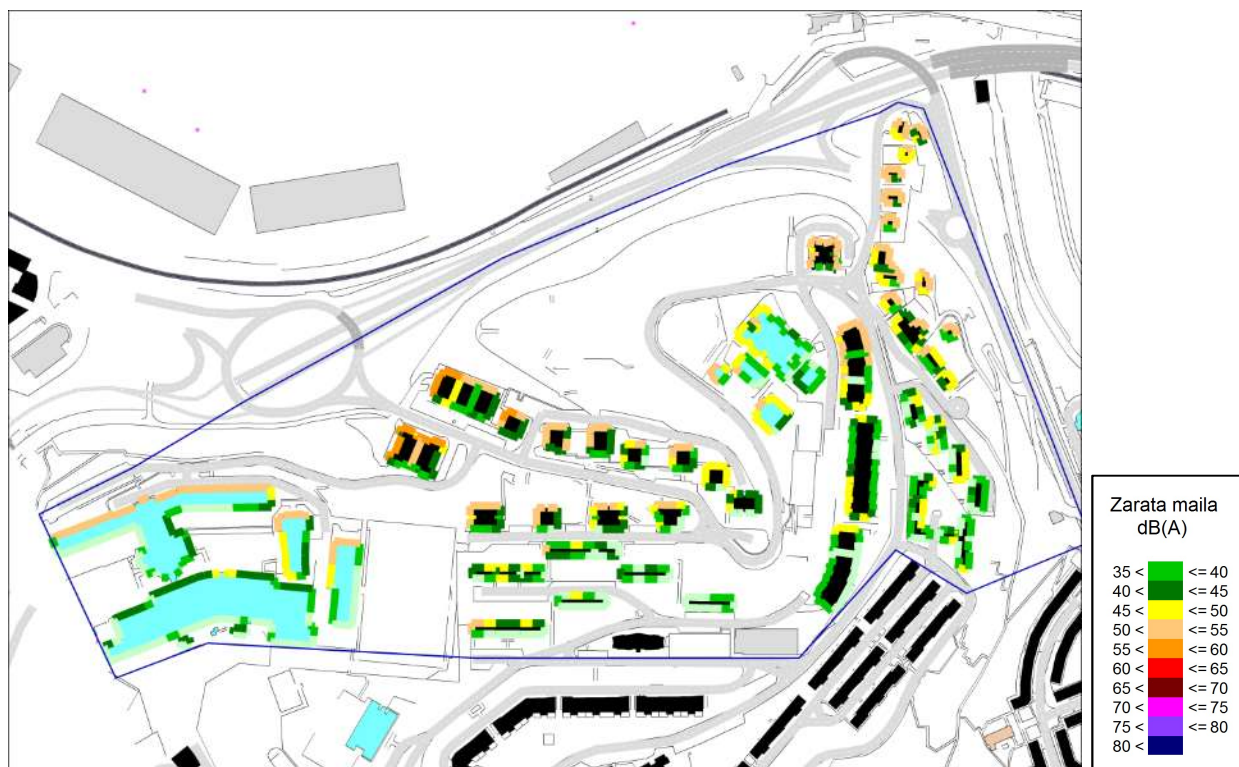 Zarata maila
dB(A)
35 < <= 40
40 < <= 45
45 < <= 50
50 < <= 55
55 < <= 60
60 < <= 65
65 < <= 70
70 < <= 75
75 < <= 80
80 <